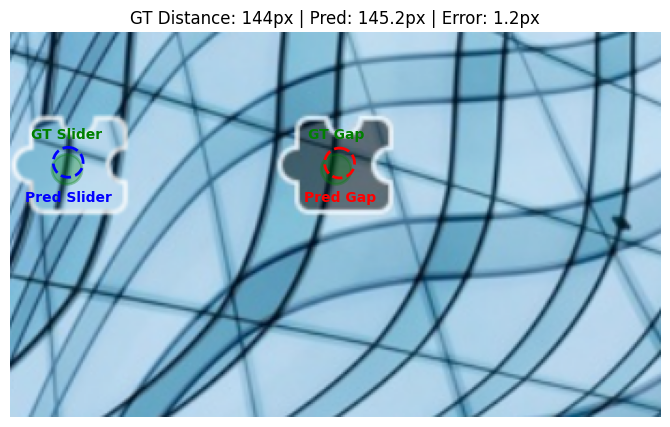 GT Distance: 144px | Pred: 145.2px | Error: 1.2px
GT Slider
GT Gap
Pred Slider
Pred Gap